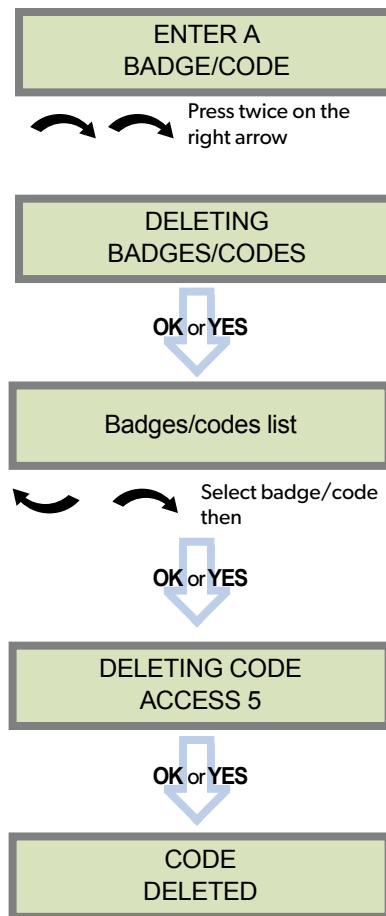 ENTER A
BADGE/CODE
Press twice on the
right arrow
DELETING
BADGES/CODES
OK or YES
Badges/codes list
Select badge/code
then
OK or YES
DELETING CODE
ACCESS 5
OK or YES
CODE
DELETED